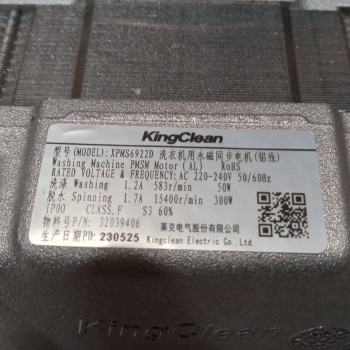 KingClean
型号(MODEL): XPMS6922D 洗衣机用永磁同步电机(铝线)
Washing Machine PMSM Motor (AL) RoHS
RATED VOLTAGE & FREQUENCY: AC 220-240V 50/60Hz
洗涤 Washing 1.2A 583r/min 50W
脱水 Spinning 1.7A 15400r/min 300W
IP00 CLASS.F S3 60%
物料号P/N: 32039406
莱克电气股份有限公司
生产日期PD: 230525 Kingclean Electric Co.,Ltd.
KingClean